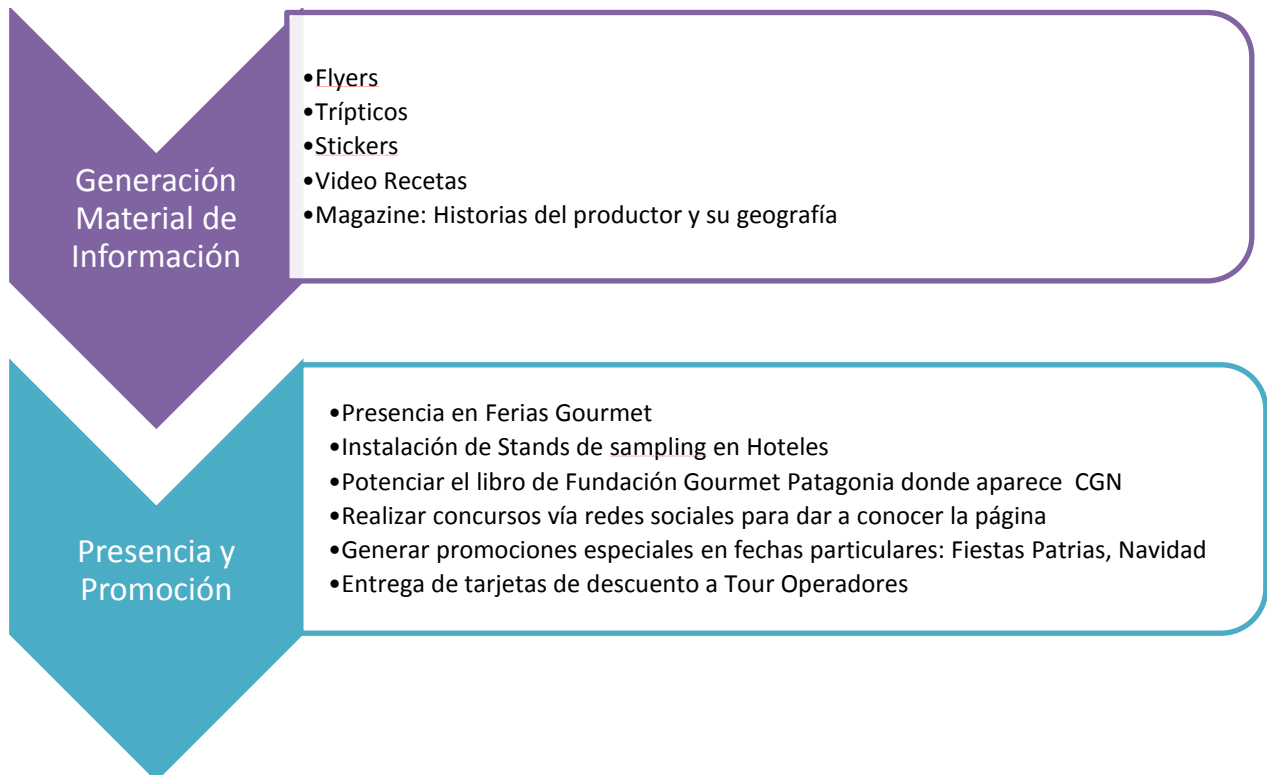 Generación
Material de
Información
•Flyers
•Trípticos
•Stickers
•Video Recetas
•Magazine: Historias del productor y su geografía
Presencia y
Promoción
•Presencia en Ferias Gourmet
•Instalación de Stands de sampling en Hoteles
•Potenciar el libro de Fundación Gourmet Patagonia donde aparece  CGN
•Realizar concursos vía redes sociales para dar a conocer la página
•Generar promociones especiales en fechas particulares: Fiestas Patrias, Navidad
•Entrega de tarjetas de descuento a Tour Operadores